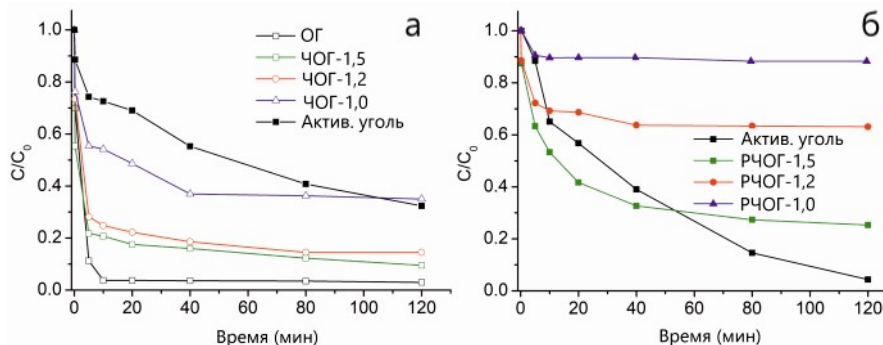 а
C/C₀
1.0
0.8
0.6
0.4
0.2
0.0
ОГ
ЧОГ-1,5
ЧОГ-1,2
ЧОГ-1,0
Актив. уголь
0 20 40 60 80 100 120
Время (мин)
б
C/C₀
1.0
0.8
0.6
0.4
0.2
0.0
Актив. уголь
РЧОГ-1,5
РЧОГ-1,2
РЧОГ-1,0
0 20 40 60 80 100 120
Время (мин)